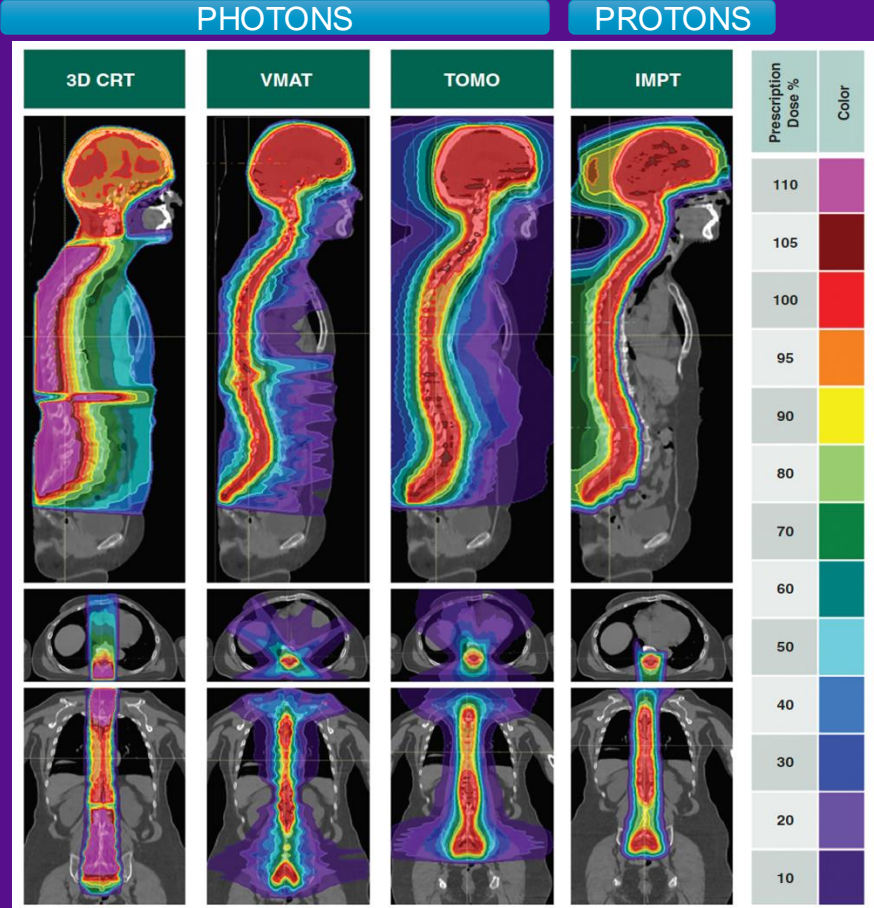 PHOTONS
PROTONS
3D CRT
VMAT
TOMO
IMPT
Prescription
Dose %
Color
110
105
100
95
90
80
70
60
50
40
30
20
10